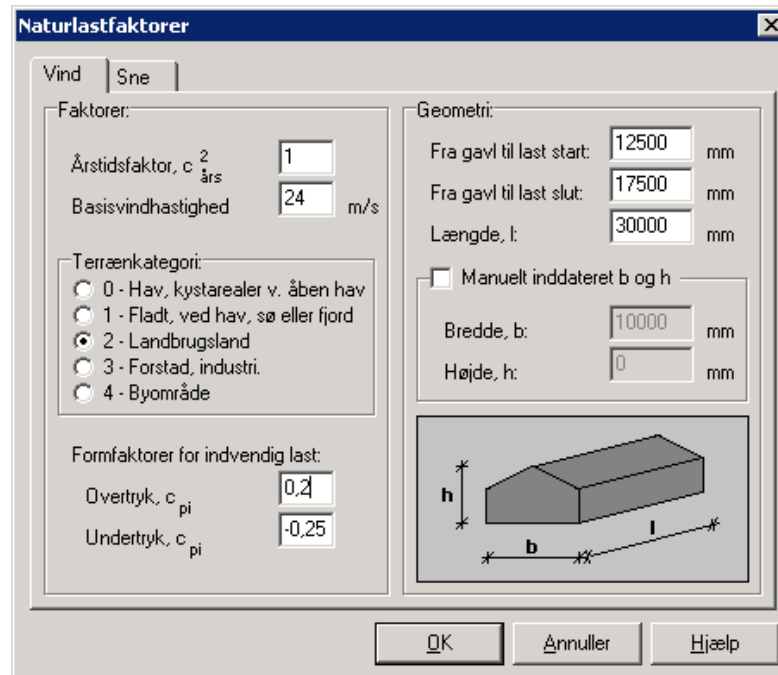 Naturlastfaktorer
Vind
Sne
Faktorer:
Årstidsfaktor, c 2 års
1
Basisvindhastighed
24
m/s
Terrænkategori:
0 - Hav, kystarealer v. åben hav
1 - Fladt, ved hav, sø eller fjord
2 - Landbrugsland
3 - Forstad, industri.
4 - Byområde
Formfaktorer for indvendig last:
Overtryk, c pi
0,2
Undertryk, c pi
-0,25
Geometri:
Fra gavl til last start:
12500
mm
Fra gavl til last slut:
17500
mm
Længde, l:
30000
mm
Manuelt inddateret b og h
Bredde, b:
10000
mm
Højde, h:
0
mm
h
b
l
OK
Annuller
Hjælp